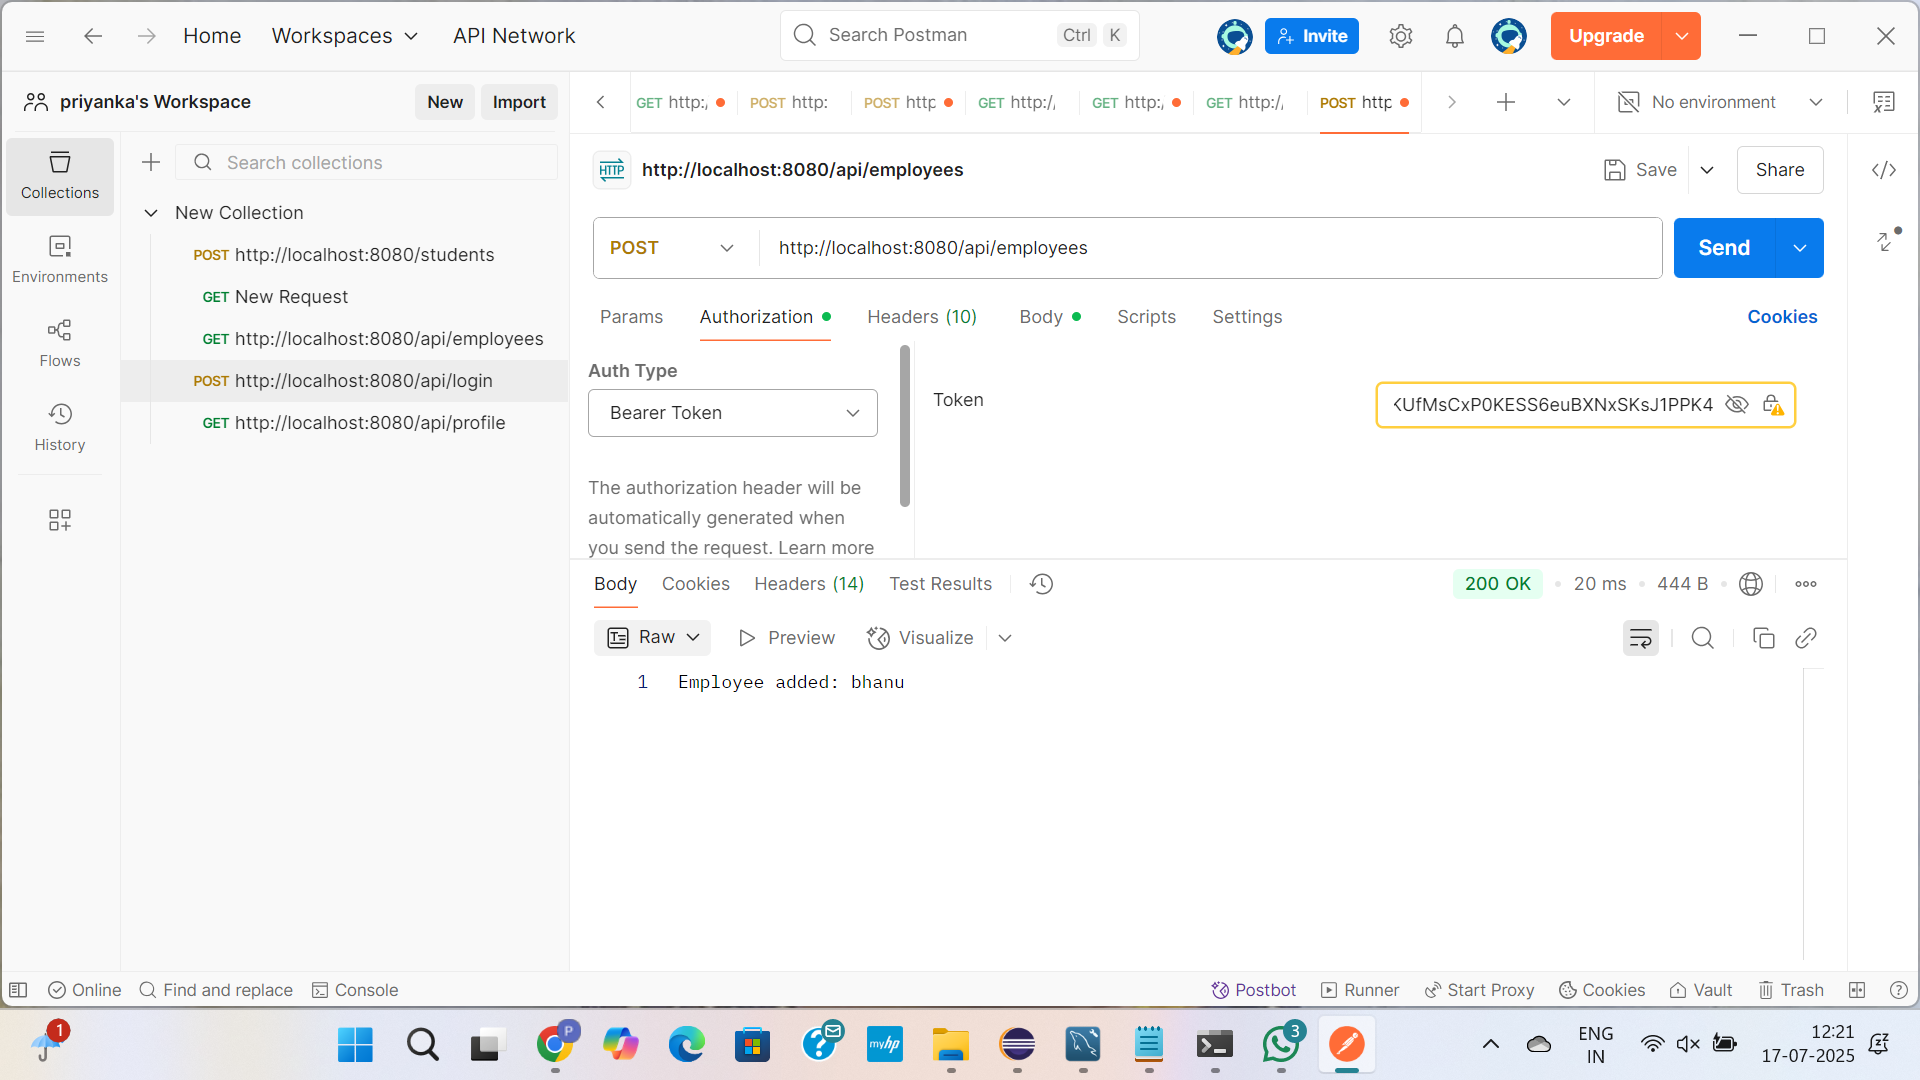 Home
Workspaces
API Network
Search Postman
Ctrl
K
Invite
Upgrade
priyanka's Workspace
New
Import
GET http:/
POST http:
POST http
GET http:/
GET http:/
GET http:/
POST http
No environment
Collections
Environments
Flows
History
Search collections
New Collection
POST http://localhost:8080/students
GET New Request
GET http://localhost:8080/api/employees
POST http://localhost:8080/api/login
GET http://localhost:8080/api/profile
HTTP
http://localhost:8080/api/employees
Save
Share
POST
http://localhost:8080/api/employees
Send
Params
Authorization
Headers (10)
Body
Scripts
Settings
Cookies
Auth Type
Bearer Token
The authorization header will be
automatically generated when
you send the request. Learn more
Token
UfMsCxP0KESS6euBXNxSKsJ1PPK4
Body
Cookies
Headers (14)
Test Results
200 OK
20 ms
444 B
Raw
Preview
Visualize
1 Employee added: bhanu
Online
Find and replace
Console
Postbot
Runner
Start Proxy
Cookies
Vault
Trash
1
P
myhp
3
ENG
IN
12:21
17-07-2025